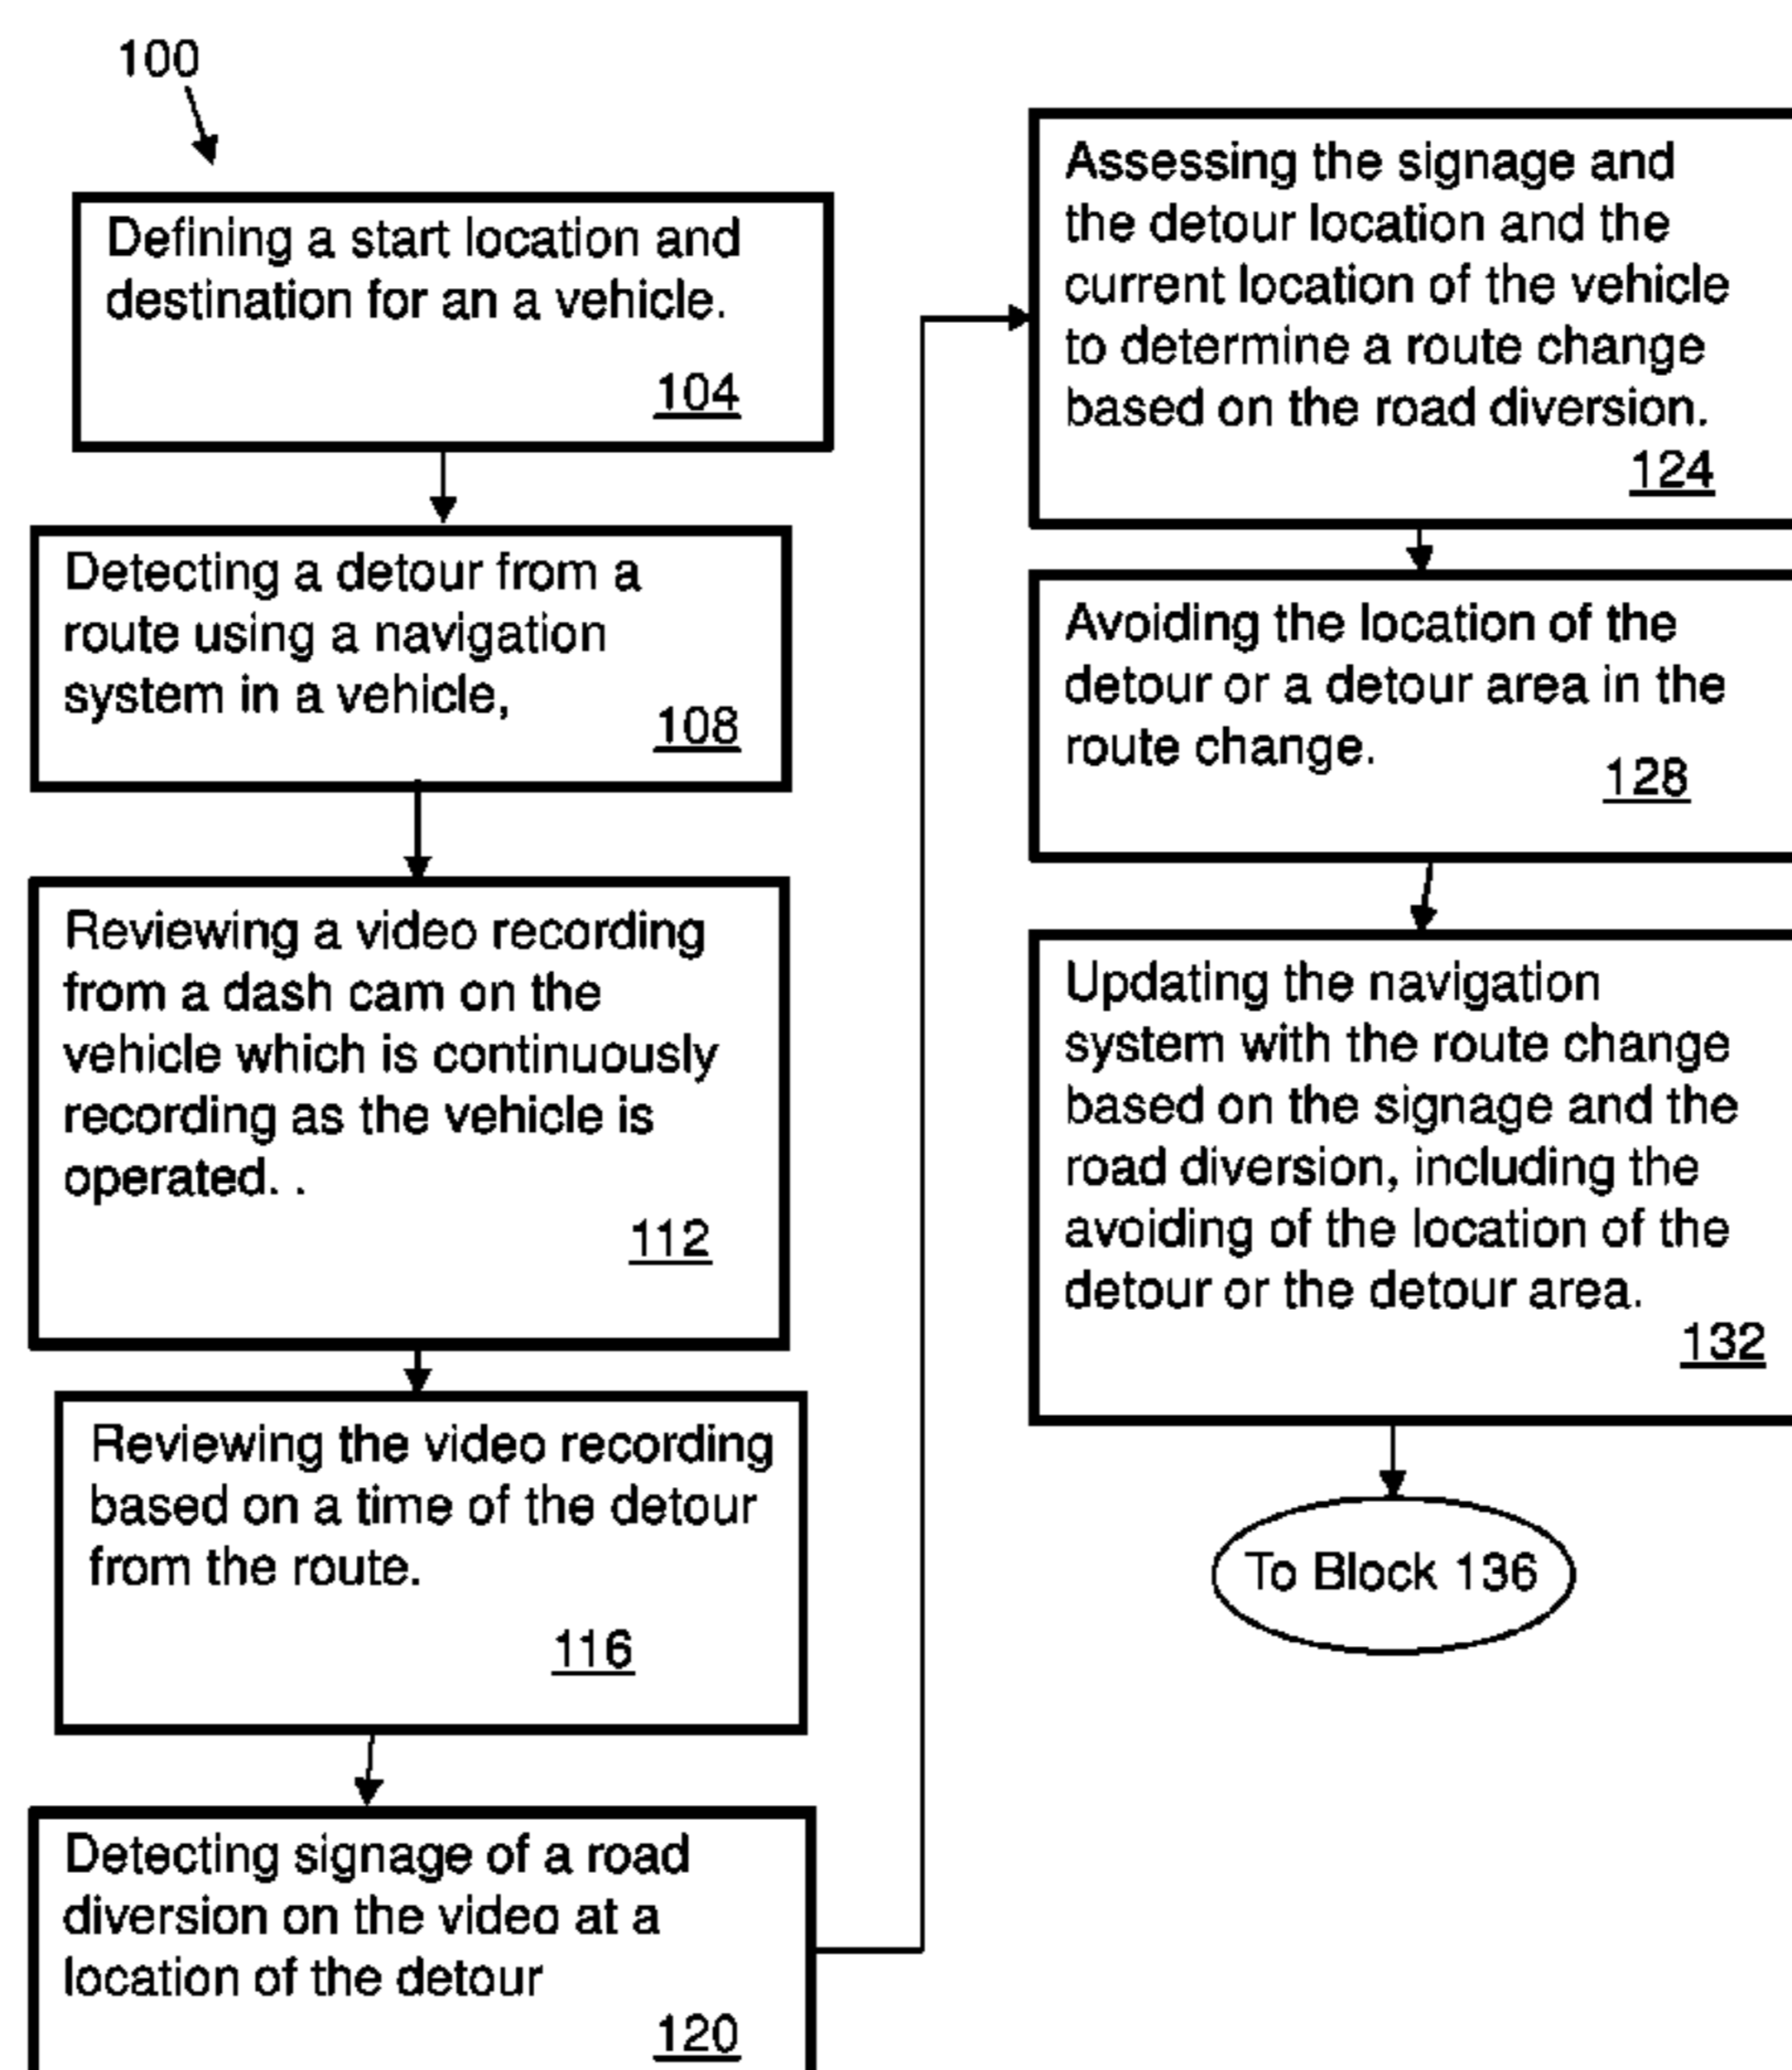 100
Defining a start location and
destination for an a vehicle.
104
Detecting a detour from a
route using a navigation
system in a vehicle,
108
Reviewing a video recording
from a dash cam on the
vehicle which is continuously
recording as the vehicle is
operated. .
112
Reviewing the video recording
based on a time of the detour
from the route.
116
Detecting signage of a road
diversion on the video at a
location of the detour
120
Assessing the signage and
the detour location and the
current location of the vehicle
to determine a route change
based on the road diversion.
124
Avoiding the location of the
detour or a detour area in the
route change.
128
Updating the navigation
system with the route change
based on the signage and the
road diversion, including the
avoiding of the location of the
detour or the detour area.
132
To Block 136